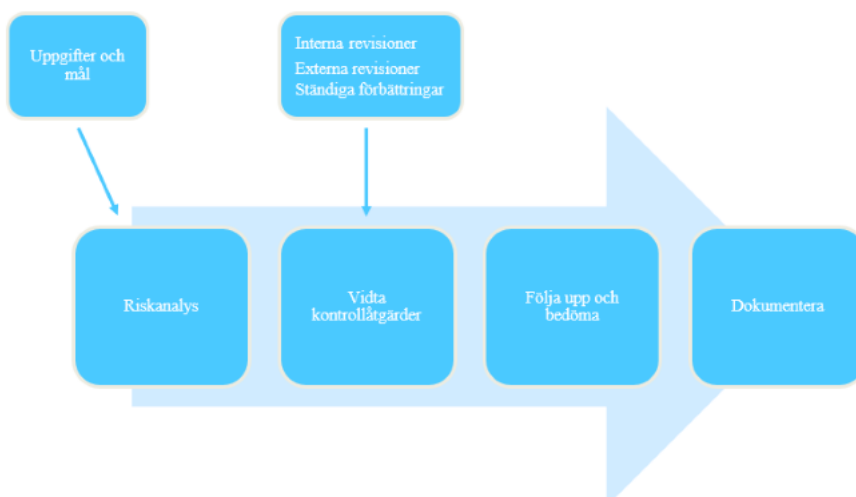 Uppgifter och
mål
Interna revisioner
Externa revisioner
Ständiga förbättringar
Riskanalys
Vidta
kontrollåtgärder
Följa upp och
bedöma
Dokumentera